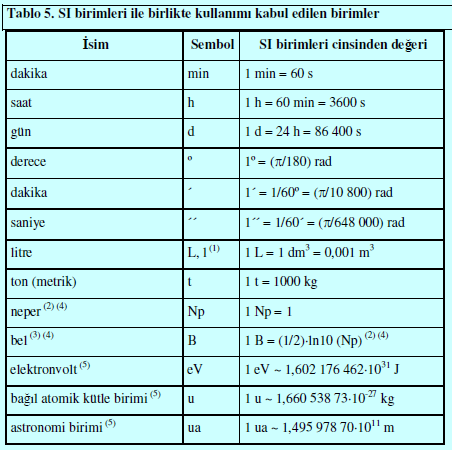 Tablo 5. SI birimleri ile birlikte kullanımı kabul edilen birimler
İsim Sembol SI birimleri cinsinden değeri
dakika min 1 min = 60 s
saat h 1 h = 60 min = 3600 s
gün d 1 d = 24 h = 86 400 s
derece º 1º = (π/180) rad
dakika ´ 1´ = 1/60º = (π/10 800) rad
saniye ´´ 1´´ = 1/60´ = (π/648 000) rad
litre L, l⁽¹⁾ 1 L = 1 dm³ = 0,001 m³
ton (metrik) t 1 t = 1000 kg
neper ⁽²⁾ ⁽⁴⁾ Np 1 Np = 1
bel ⁽³⁾ ⁽⁴⁾ B 1 B = (1/2)·ln10 (Np) ⁽²⁾ ⁽⁴⁾
elektronvolt ⁽⁵⁾ eV 1 eV ~ 1,602 176 462·10³¹ J
bağıl atomik kütle birimi ⁽⁵⁾ u 1 u ~ 1,660 538 73·10⁻²⁷ kg
astronomi birimi ⁽⁵⁾ ua 1 ua ~ 1,495 978 70·10¹¹ m